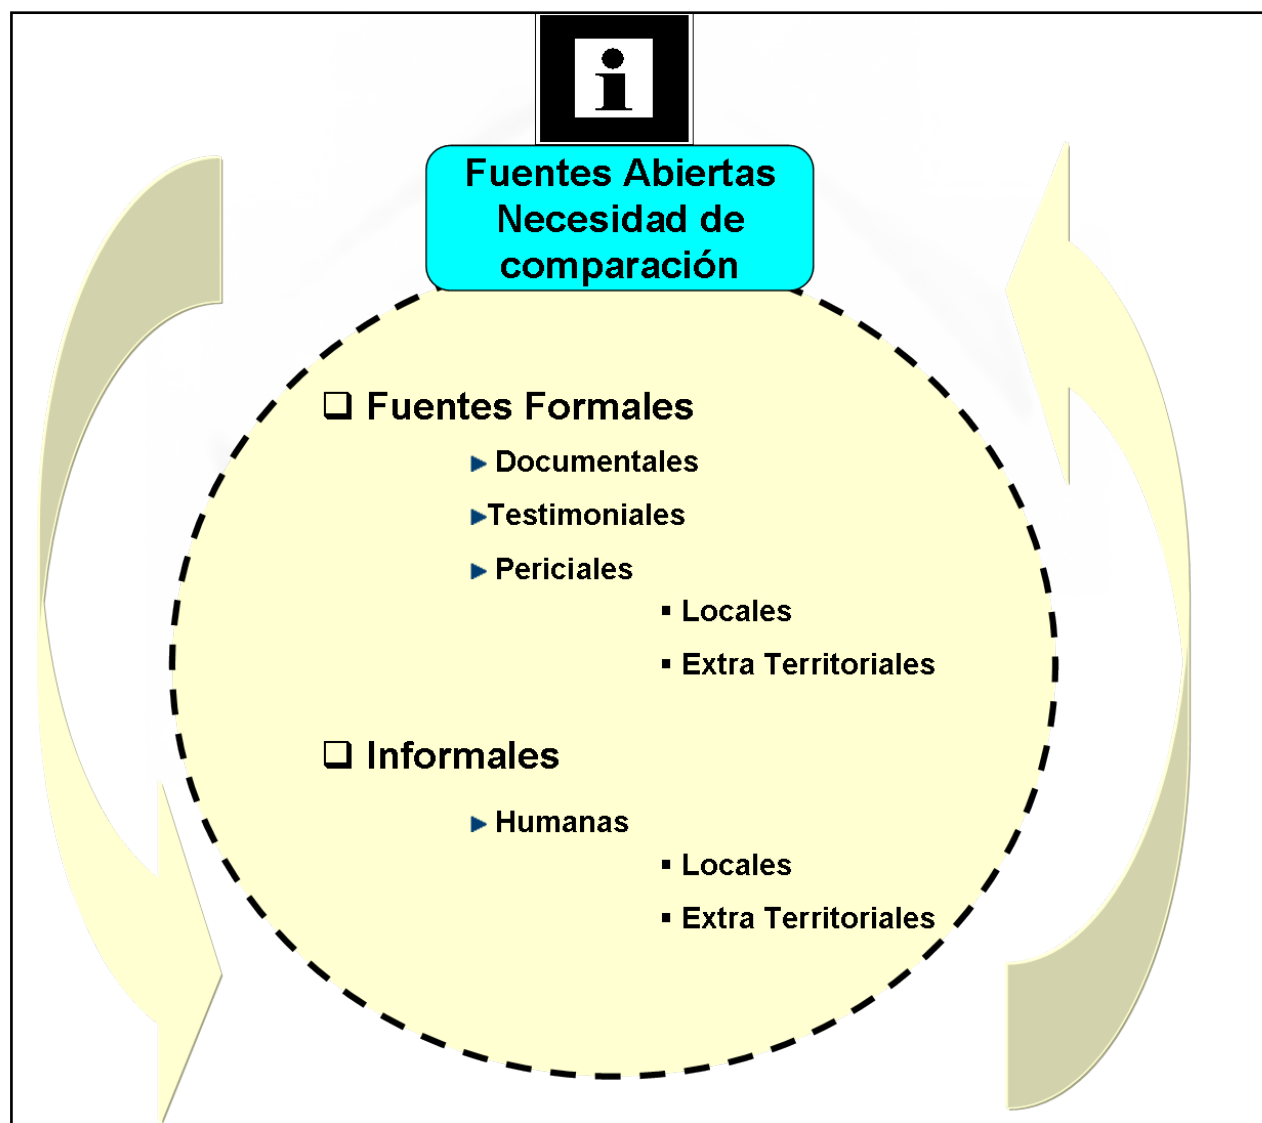 i
Fuentes Abiertas
Necesidad de
comparación
❑ Fuentes Formales
► Documentales
►Testimoniales
► Periciales
▪ Locales
▪ Extra Territoriales
❑ Informales
► Humanas
▪ Locales
▪ Extra Territoriales